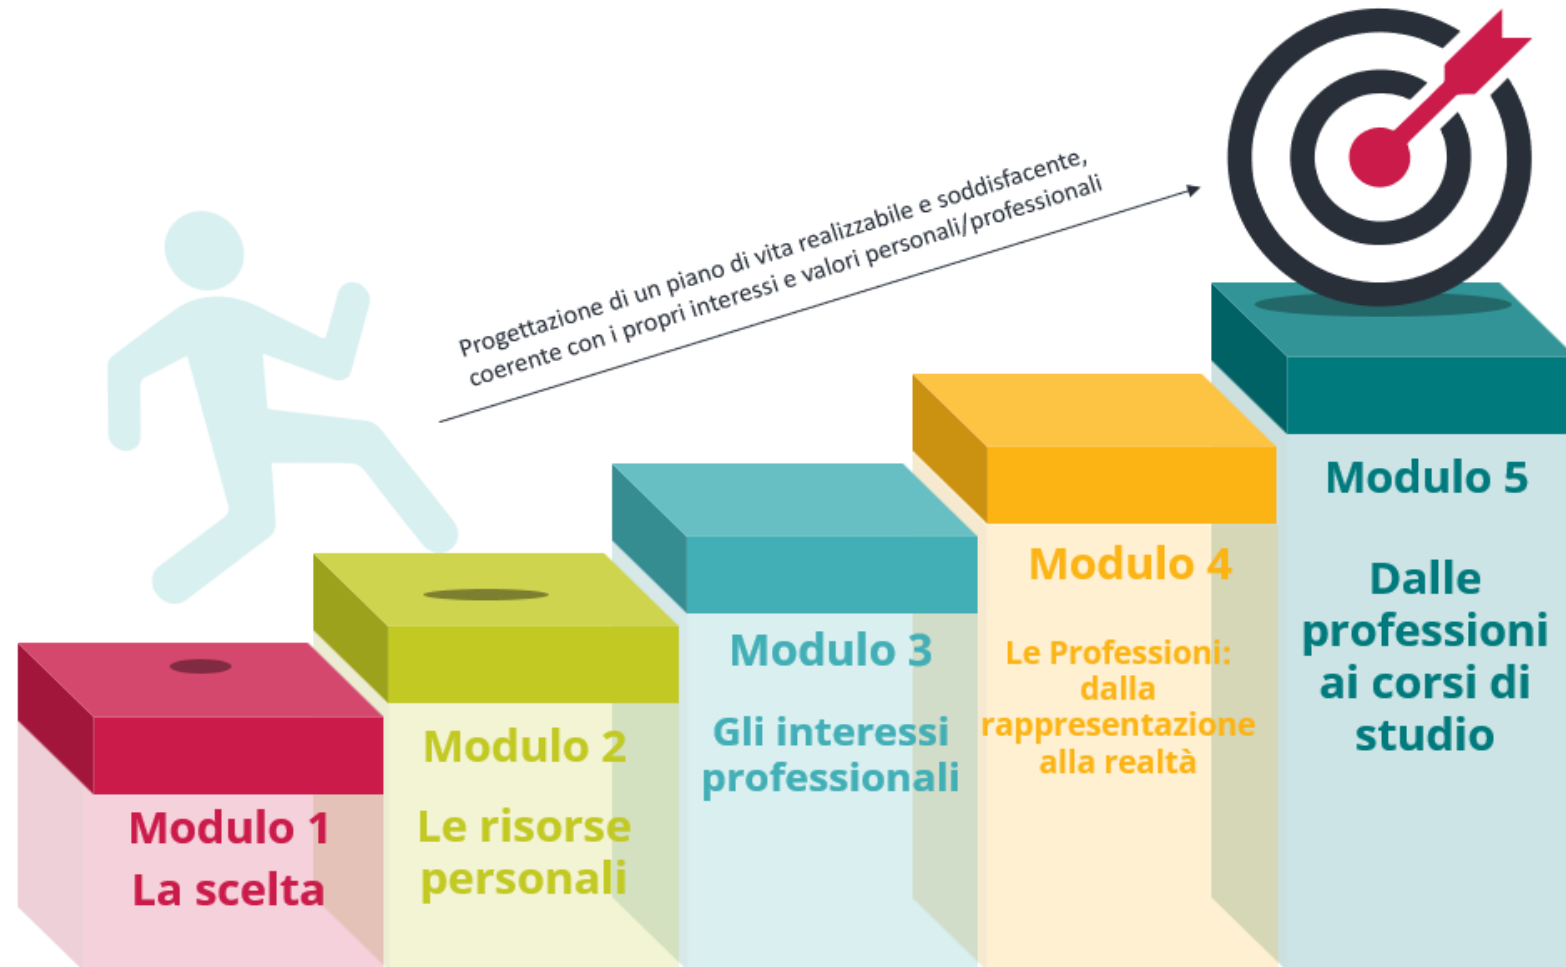 Progettazione di un piano di vita realizzabile e soddisfacente,
coerente con i propri interessi e valori personali/professionali
Modulo 1
La scelta
Modulo 2
Le risorse
personali
Modulo 3
Gli interessi
professionali
Modulo 4
Le Professioni:
dalla
rappresentazione
alla realtà
Modulo 5
Dalle
professioni
ai corsi di
studio